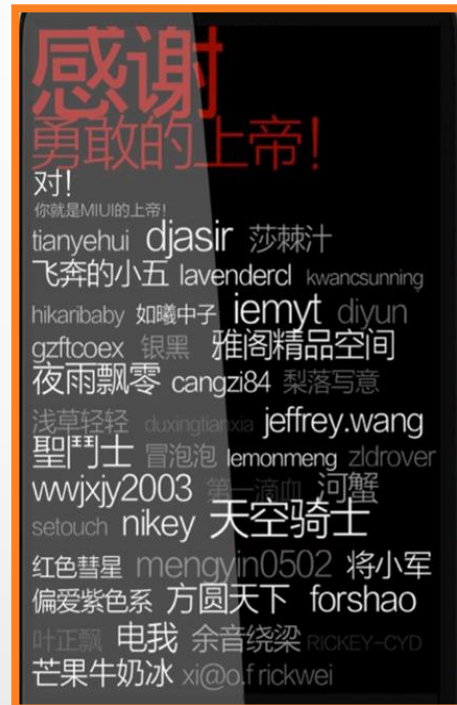 感谢
勇敢的上帝!
对!
你就是MIUI的上帝!
tianyehui djasir 莎棘汁
飞奔的小五 lavendercl kwancsunning
hikaribaby 如曦中子 iemyt diyun
gzftcoex 银黑 雅阁精品空间
夜雨飘零 cangzi84 梨落写意
浅草轻轻 duxingtianxia jeffrey.wang
聖鬥士 冒泡泡 lemonmeng zldrover
wwjxjy2003 第一滴血 河蟹
setouch nikey 天空骑士
红色彗星 mengyin0502 将小军
偏爱紫色系 方圆天下 forshao
叶正飘 电我 余音绕梁 RICKEY-CYD
芒果牛奶冰 xi@o.f rickwei